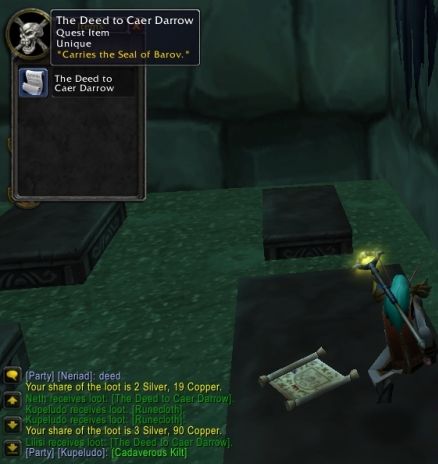 The Deed to Caer Darrow
Quest Item
Unique
"Carries the Seal of Barov."
The Deed to
Caer Darrow
[Party] [Neriad]: deed
Your share of the loot is 2 Silver, 19 Copper.
Neth receives loot: [The Deed to Caer Darrow].
Kupeludo receives loot: [Runecloth].
Kupeludo receives loot: [Runecloth].
Your share of the loot is 3 Silver, 90 Copper.
Lilisi receives loot: [The Deed to Caer Darrow].
[Party] [Kupeludo]: [Cadaverous Kilt]